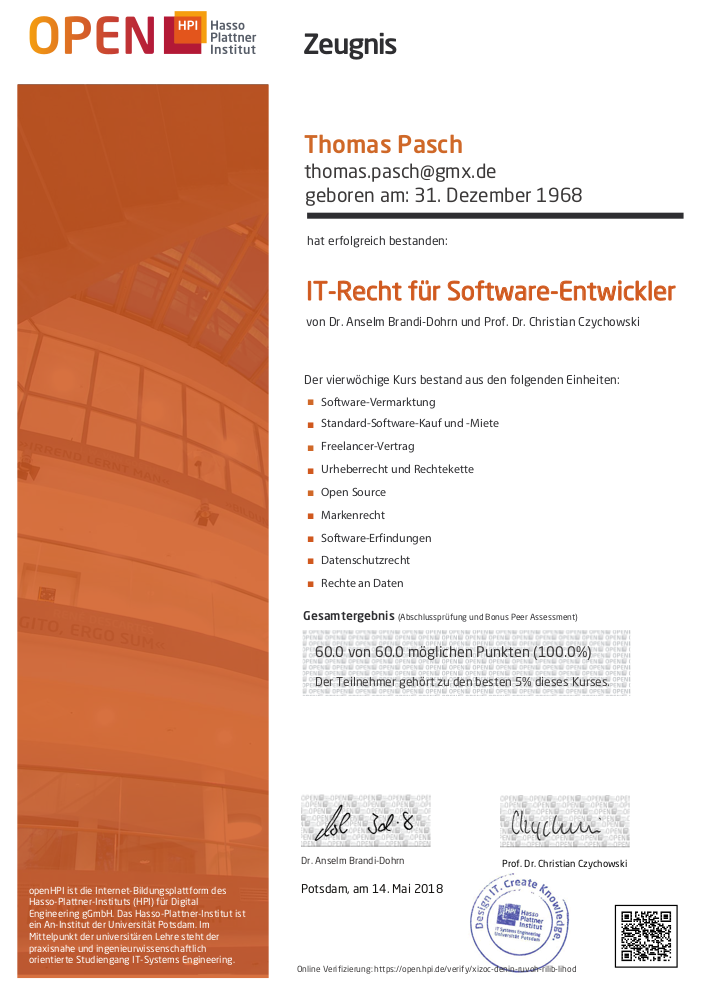 OPEN HPI Hasso
Plattner
Institut
Zeugnis
Thomas Pasch
thomas.pasch@gmx.de
geboren am: 31. Dezember 1968
hat erfolgreich bestanden:
IT-Recht für Software-Entwickler
von Dr. Anselm Brandi-Dohrn und Prof. Dr. Christian Czychowski
Der vierwöchige Kurs bestand aus den folgenden Einheiten:
Software-Vermarktung
Standard-Software-Kauf und -Miete
Freelancer-Vertrag
Urheberrecht und Rechtekette
Open Source
Markenrecht
Software-Erfindungen
Datenschutzrecht
Rechte an Daten
Gesamtergebnis (Abschlussprüfung und Bonus Peer Assessment)
60.0 von 60.0 möglichen Punkten (100.0%)
Der Teilnehmer gehört zu den besten 5% dieses Kurses.
Dr. Anselm Brandi-Dohrn
Prof. Dr. Christian Czychowski
Potsdam, am 14. Mai 2018
Design IT. Create Knowledge.
HPI Hasso
Plattner
Institut
IT Systems Engineering
Universität Potsdam
Online Verifizierung: https://open.hpi.de/verify/xizoc-denin-ruvoh-rilib-lihod
GITO, ERGO SUM
openHPI ist die Internet-Bildungsplattform des
Hasso-Plattner-Instituts (HPI) für Digital
Engineering gGmbH. Das Hasso-Plattner-Institut ist
ein An-Institut der Universität Potsdam. Im
Mittelpunkt der universitären Lehre steht der
praxisnahe und ingenieurwissenschaftlich
orientierte Studiengang IT-Systems Engineering.